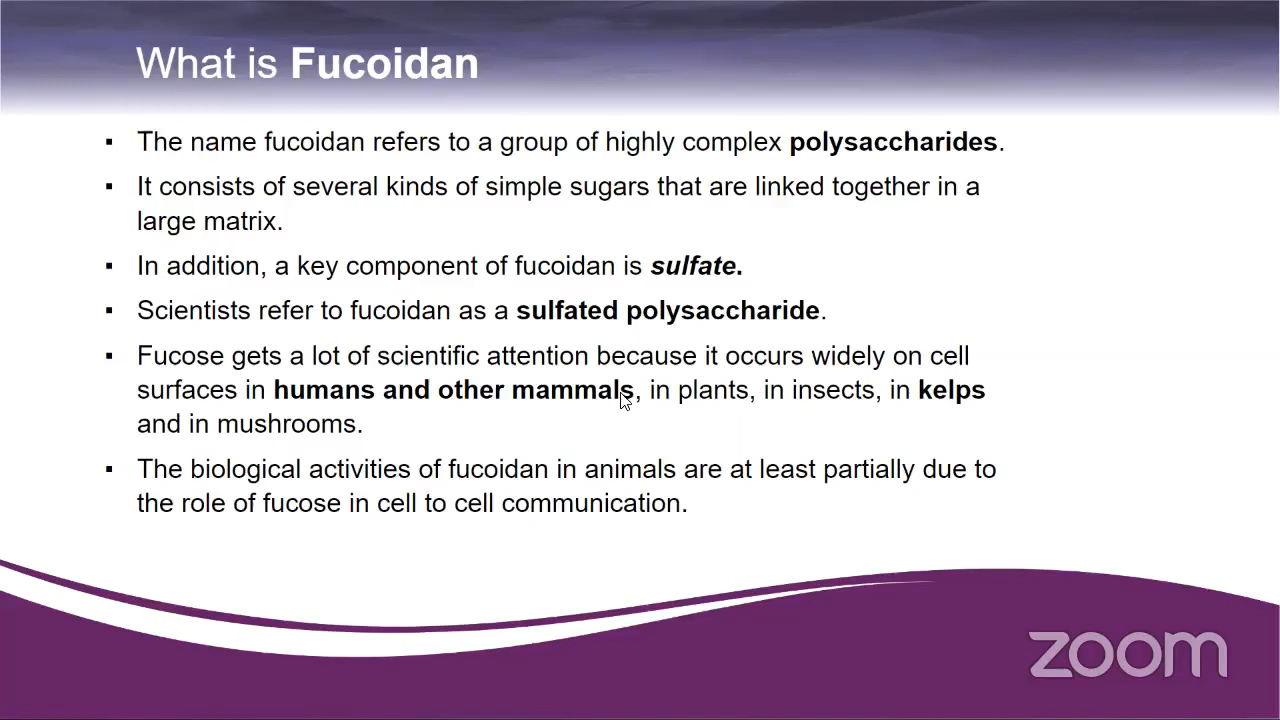 What is Fucoidan
▪ The name fucoidan refers to a group of highly complex polysaccharides.
▪ It consists of several kinds of simple sugars that are linked together in a
large matrix.
▪ In addition, a key component of fucoidan is sulfate.
▪ Scientists refer to fucoidan as a sulfated polysaccharide.
▪ Fucose gets a lot of scientific attention because it occurs widely on cell
surfaces in humans and other mammals, in plants, in insects, in kelps
and in mushrooms.
▪ The biological activities of fucoidan in animals are at least partially due to
the role of fucose in cell to cell communication.
zoom